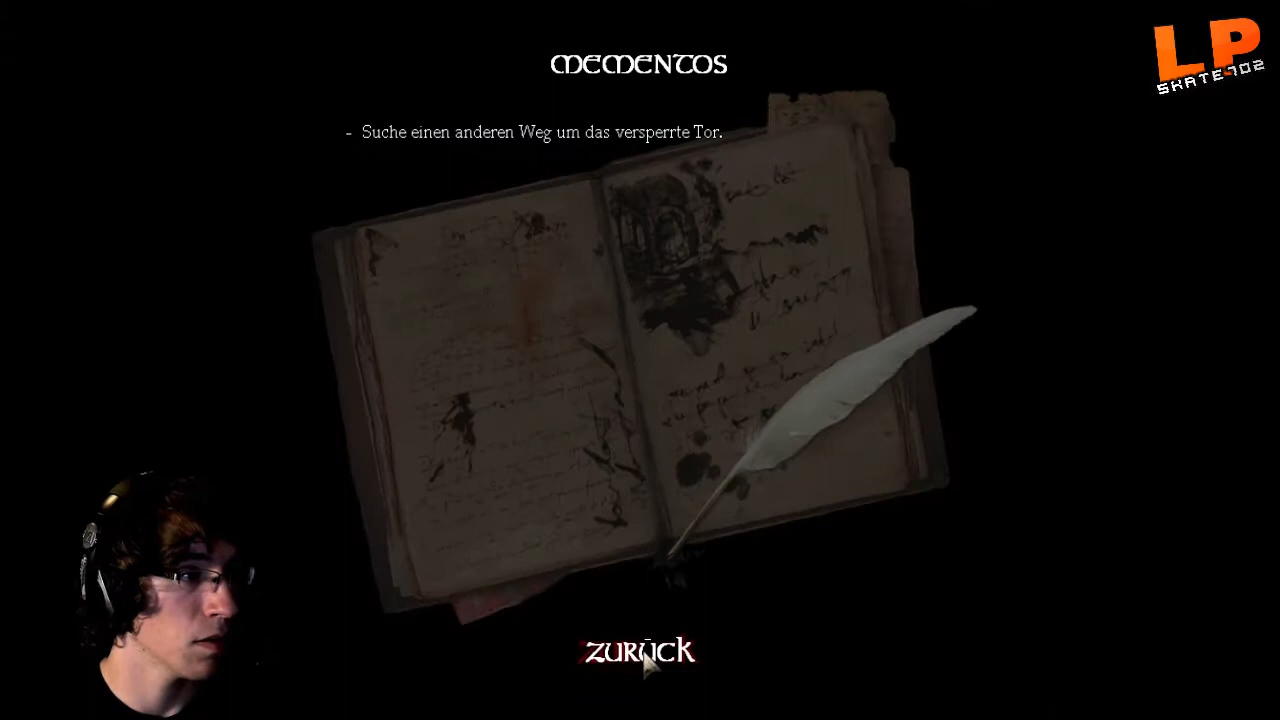 LP
SKATE702
MEMENTOS
- Suche einen anderen Weg um das versperrte Tor.
ZURÜCK